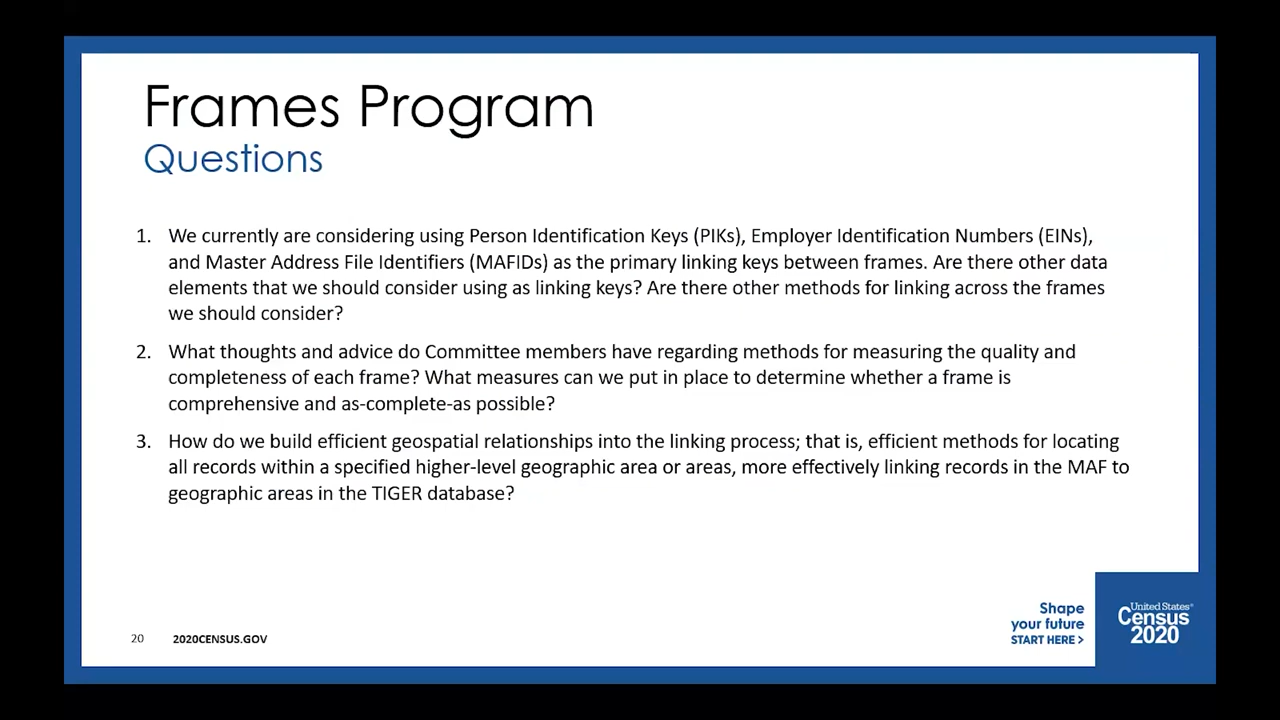 Frames Program
Questions
1. We currently are considering using Person Identification Keys (PIKs), Employer Identification Numbers (EINs),
and Master Address File Identifiers (MAFIDs) as the primary linking keys between frames. Are there other data
elements that we should consider using as linking keys? Are there other methods for linking across the frames
we should consider?
2. What thoughts and advice do Committee members have regarding methods for measuring the quality and
completeness of each frame? What measures can we put in place to determine whether a frame is
comprehensive and as-complete-as possible?
3. How do we build efficient geospatial relationships into the linking process; that is, efficient methods for locating
all records within a specified higher-level geographic area or areas, more effectively linking records in the MAF to
geographic areas in the TIGER database?
20 2020CENSUS.GOV
Shape
your future
START HERE >
United States®
Census
2020